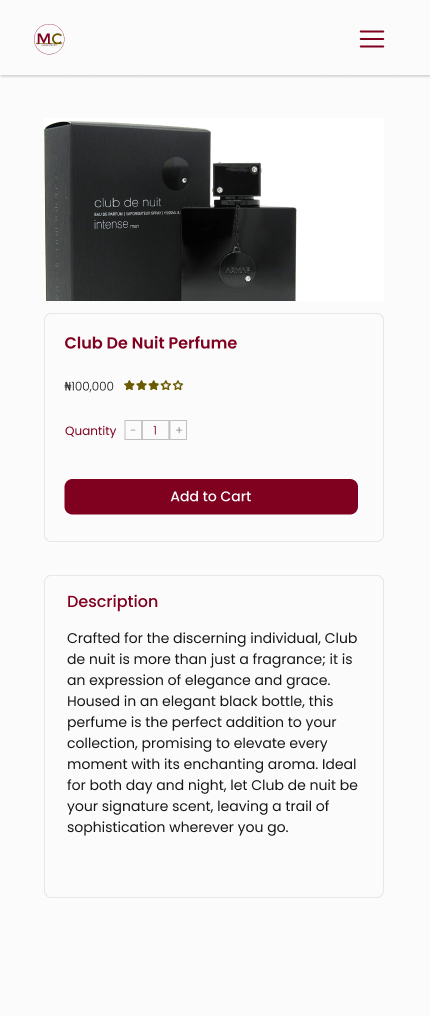 MC
club de nuit
EAU DE PARFUM | VAPORISATEUR SPRAY |
intense man
ARMAF
Club De Nuit Perfume
₦100,000
Quantity - 1 +
Add to Cart
Description
Crafted for the discerning individual, Club
de nuit is more than just a fragrance; it is
an expression of elegance and grace.
Housed in an elegant black bottle, this
perfume is the perfect addition to your
collection, promising to elevate every
moment with its enchanting aroma. Ideal
for both day and night, let Club de nuit be
your signature scent, leaving a trail of
sophistication wherever you go.